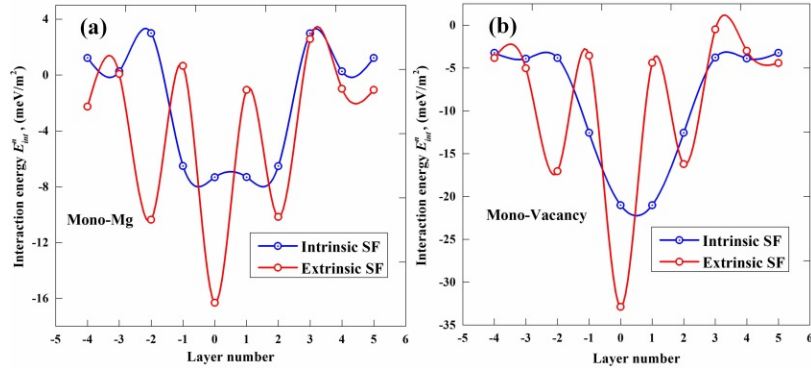 (a)
Interaction energy E^n_int , (meV/m²)
4
0
-4
-8
-12
-16
Mono-Mg
Intrinsic SF
Extrinsic SF
-5 -4 -3 -2 -1 0 1 2 3 4 5 6
Layer number
(b)
Interaction energy E^n_int , (meV/m²)
0
-5
-10
-15
-20
-25
-30
-35
Mono-Vacancy
Intrinsic SF
Extrinsic SF
-5 -4 -3 -2 -1 0 1 2 3 4 5 6
Layer number